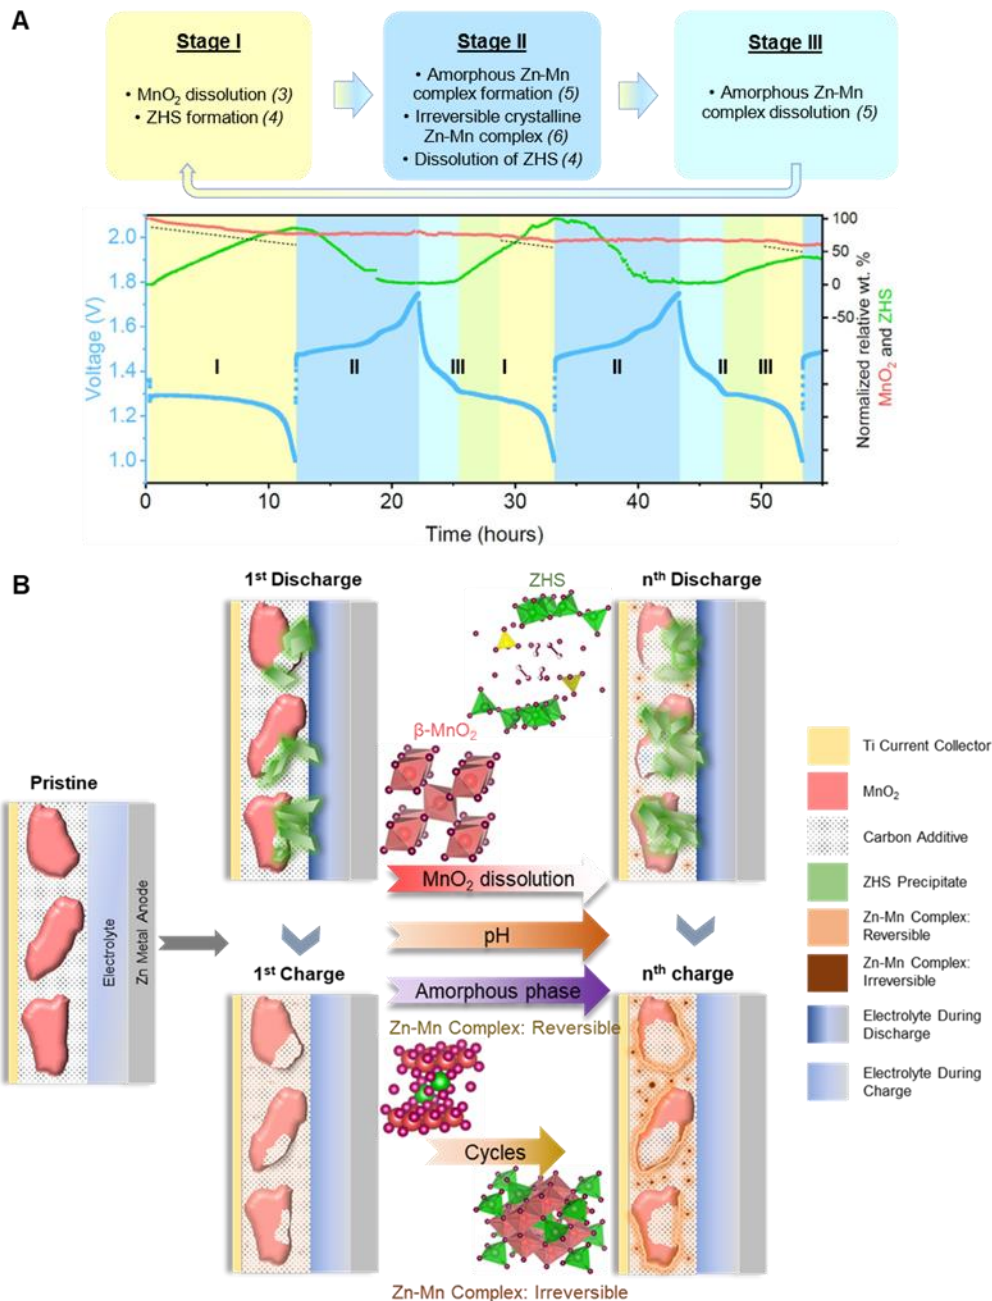 A
Stage I
• MnO₂ dissolution (3)
• ZHS formation (4)
Stage II
• Amorphous Zn-Mn
complex formation (5)
• Irreversible crystalline
Zn-Mn complex (6)
• Dissolution of ZHS (4)
Stage III
• Amorphous Zn-Mn
complex dissolution (5)
2.0
1.8
1.6
1.4
1.2
1.0
Voltage (V)
I
II
III
I
II
II
III
100
50
0
-50
Normalized relative wt. %
MnO₂ and ZHS
0
10
20
30
40
50
Time (hours)
B
1st Discharge
ZHS
nth Discharge
β-MnO₂
Pristine
Electrolyte
Zn Metal Anode
MnO₂ dissolution
pH
Amorphous phase
1st Charge
nth charge
Zn-Mn Complex: Reversible
Cycles
Zn-Mn Complex: Irreversible
Ti Current Collector
MnO₂
Carbon Additive
ZHS Precipitate
Zn-Mn Complex:
Reversible
Zn-Mn Complex:
Irreversible
Electrolyte During
Discharge
Electrolyte During
Charge